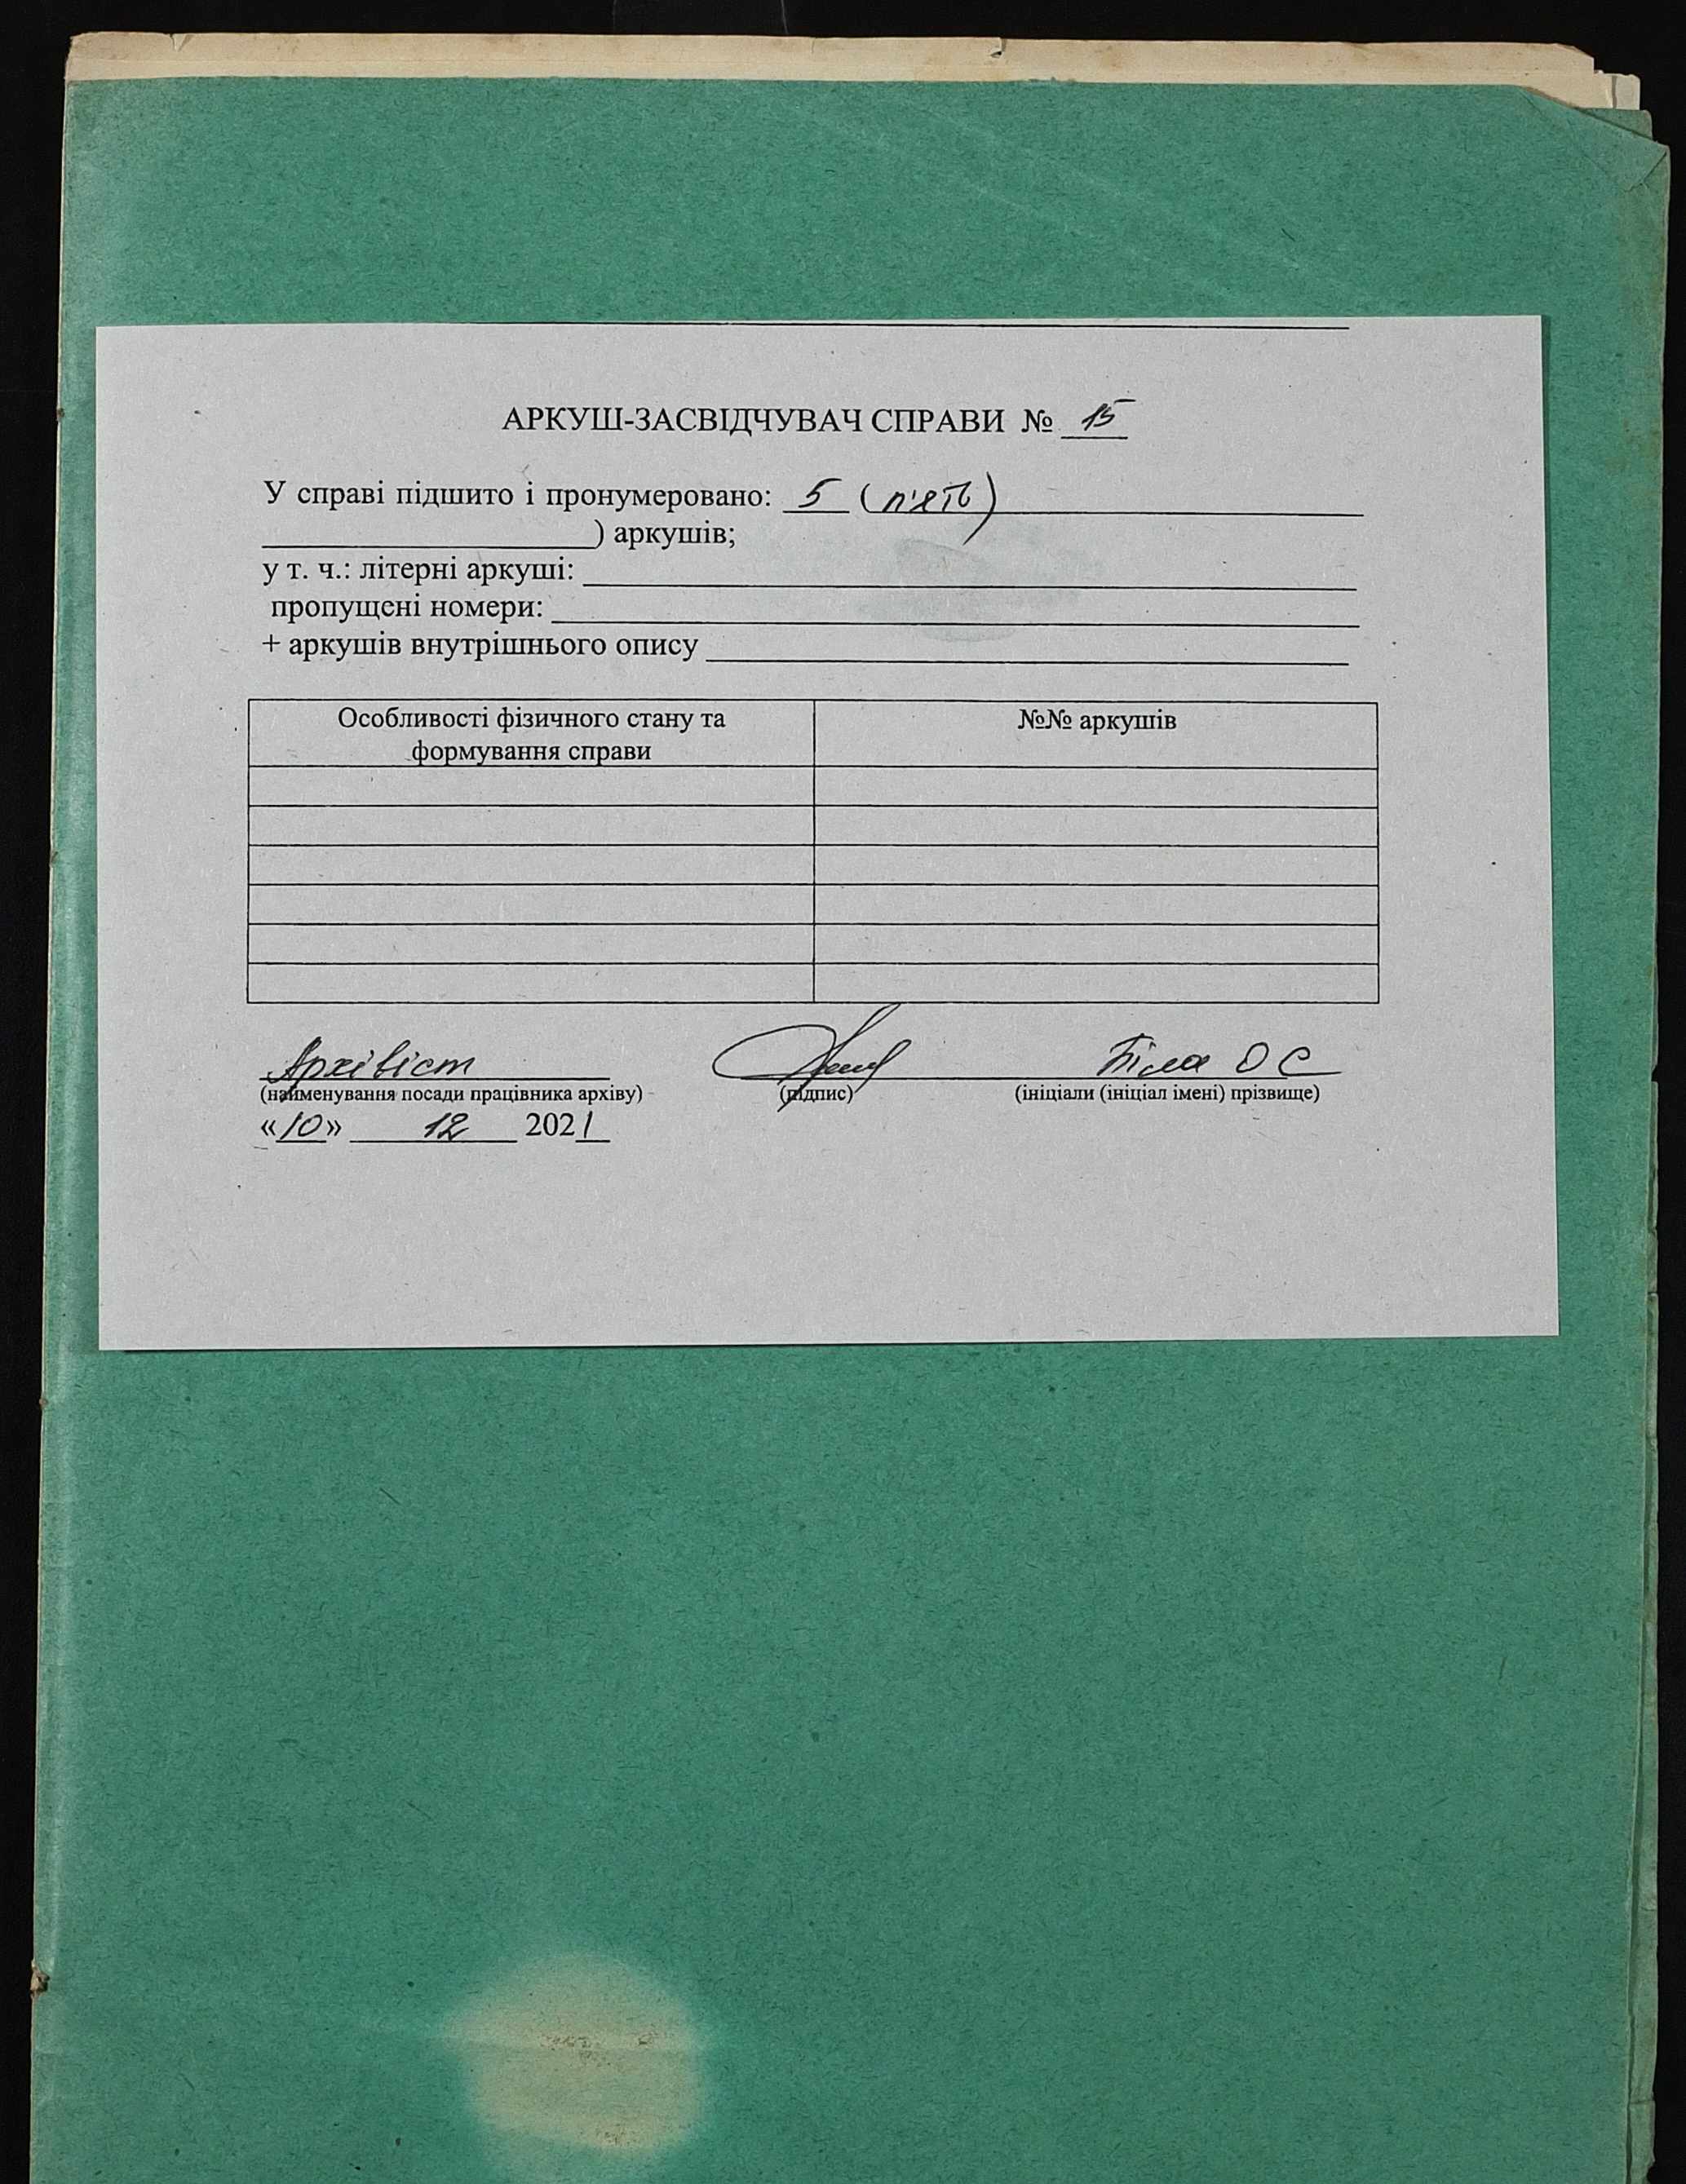 АРКУШ-ЗАСВІДЧУВАЧ СПРАВИ № 15
У справі підшито і пронумеровано: 5 (п'ять)
) аркушів;
у т. ч.: літерні аркуші:
пропущені номери:
+ аркушів внутрішнього опису
Особливості фізичного стану та №№ аркушів
формування справи
Архівіст Біла О С
(найменування посади працівника архіву) (підпис) (ініціали (ініціал імені) прізвище)
«10» 12 2021